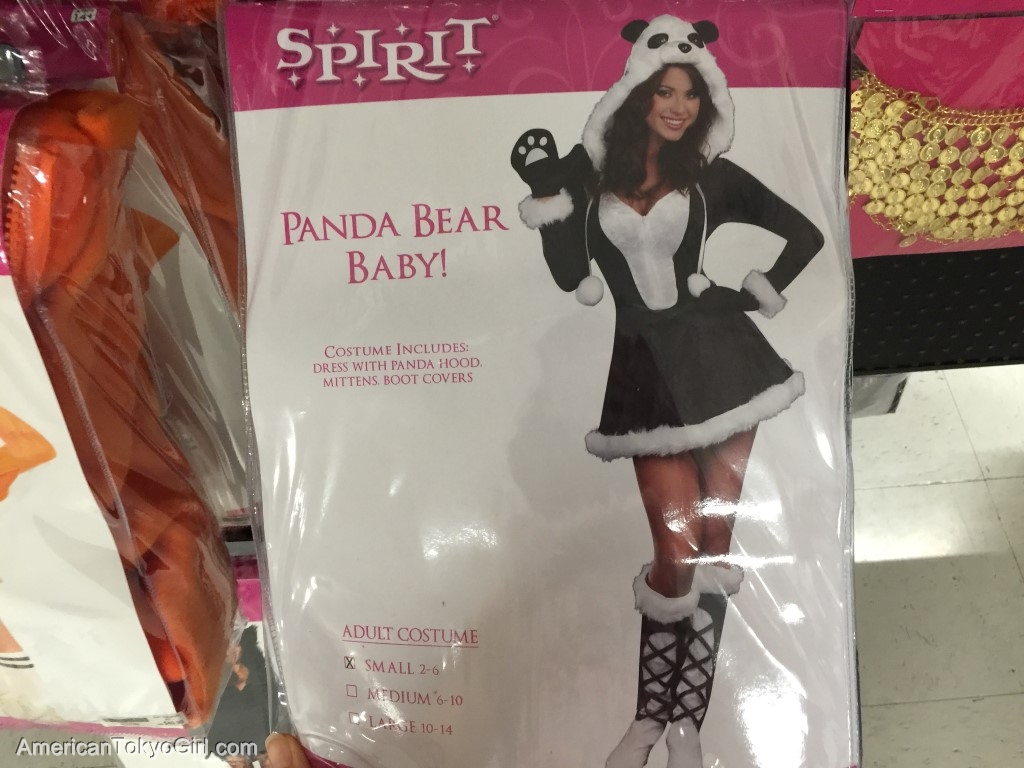 SPIRIT
PANDA BEAR
BABY!
COSTUME INCLUDES:
DRESS WITH PANDA HOOD,
MITTENS, BOOT COVERS
ADULT COSTUME
☒ SMALL 2-6
☐ MEDIUM 6-10
☐ LARGE 10-14
AmericanTokyoGirl.com